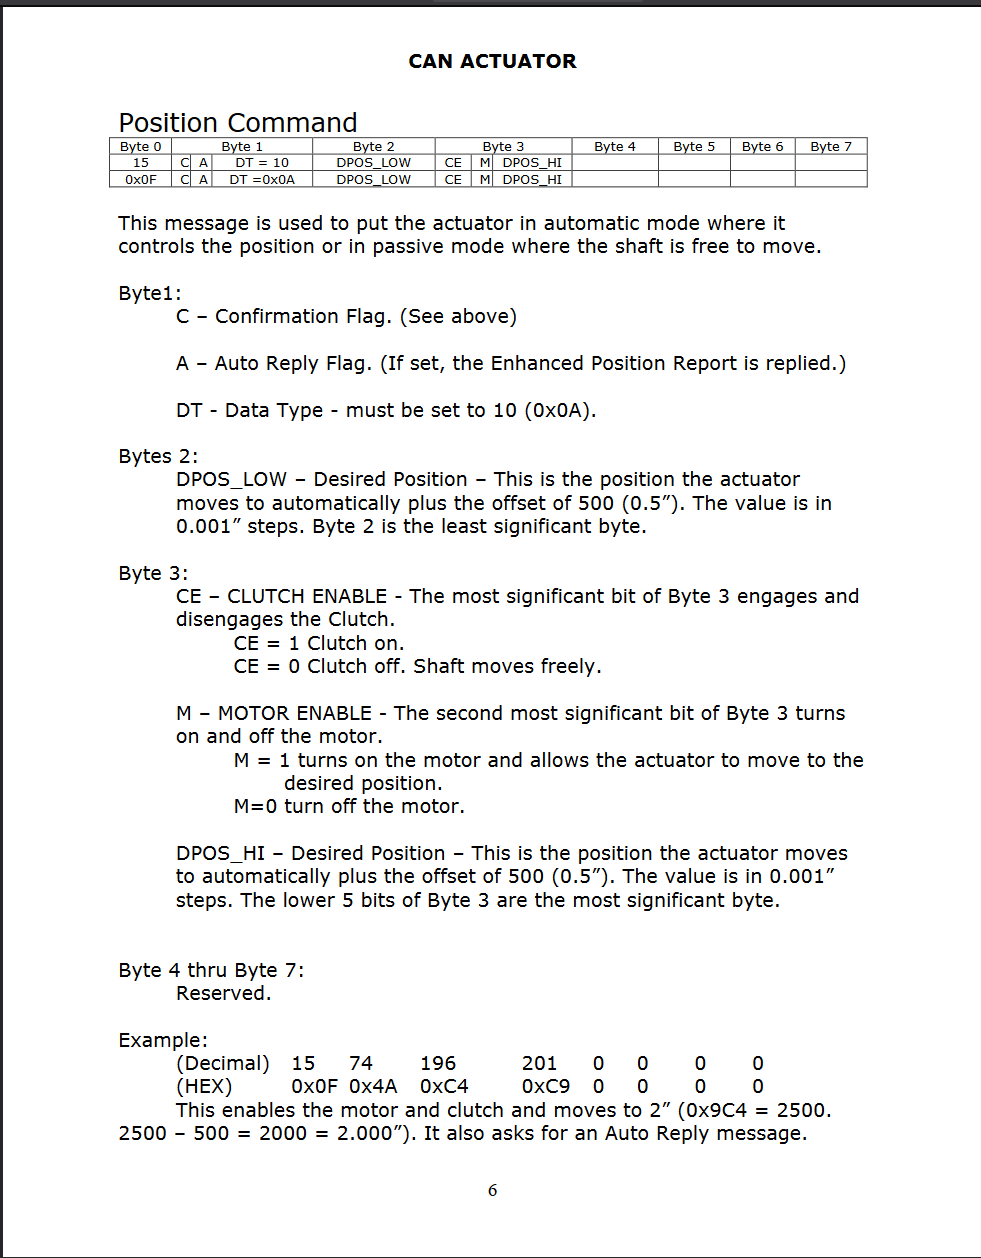 CAN ACTUATOR
Position Command
Byte 0 Byte 1 Byte 2 Byte 3 Byte 4 Byte 5 Byte 6 Byte 7
15 C A DT = 10 DPOS_LOW CE M DPOS_HI
0x0F C A DT =0x0A DPOS_LOW CE M DPOS_HI
This message is used to put the actuator in automatic mode where it
controls the position or in passive mode where the shaft is free to move.
Byte1:
C – Confirmation Flag. (See above)
A – Auto Reply Flag. (If set, the Enhanced Position Report is replied.)
DT - Data Type - must be set to 10 (0x0A).
Bytes 2:
DPOS_LOW – Desired Position – This is the position the actuator
moves to automatically plus the offset of 500 (0.5”). The value is in
0.001” steps. Byte 2 is the least significant byte.
Byte 3:
CE – CLUTCH ENABLE - The most significant bit of Byte 3 engages and
disengages the Clutch.
CE = 1 Clutch on.
CE = 0 Clutch off. Shaft moves freely.
M – MOTOR ENABLE - The second most significant bit of Byte 3 turns
on and off the motor.
M = 1 turns on the motor and allows the actuator to move to the
desired position.
M=0 turn off the motor.
DPOS_HI – Desired Position – This is the position the actuator moves
to automatically plus the offset of 500 (0.5”). The value is in 0.001”
steps. The lower 5 bits of Byte 3 are the most significant byte.
Byte 4 thru Byte 7:
Reserved.
Example:
(Decimal) 15 74 196 201 0 0 0 0
(HEX) 0x0F 0x4A 0xC4 0xC9 0 0 0 0
This enables the motor and clutch and moves to 2” (0x9C4 = 2500.
2500 – 500 = 2000 = 2.000”). It also asks for an Auto Reply message.
6